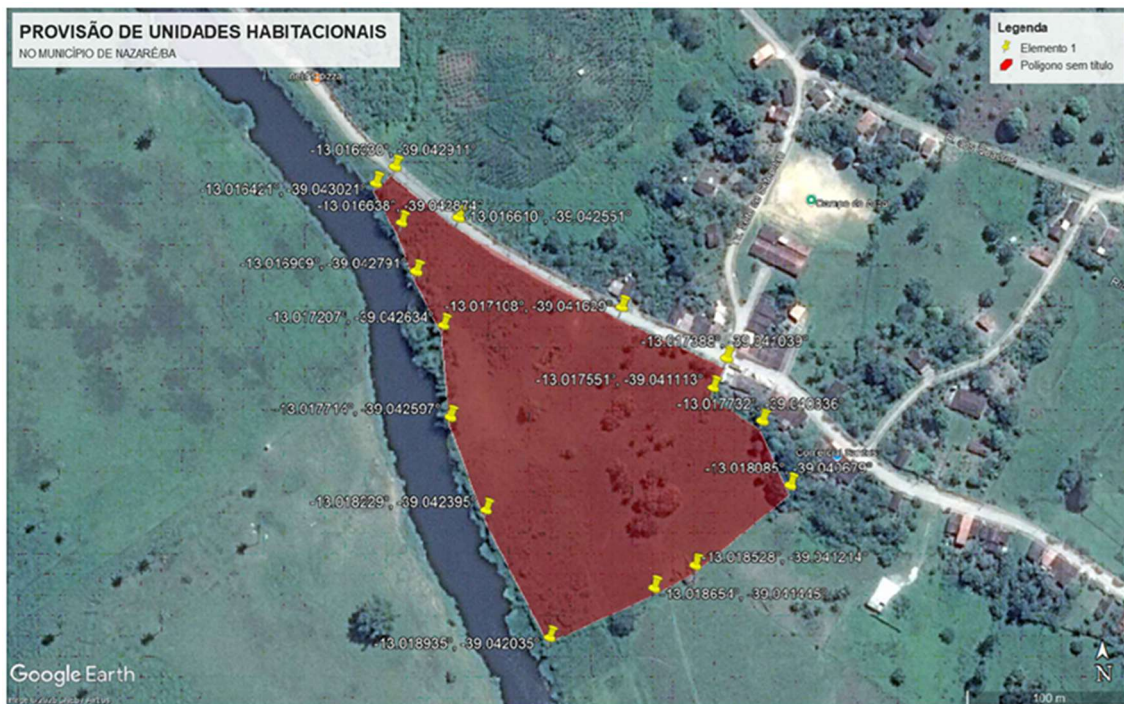 PROVISÃO DE UNIDADES HABITACIONAIS
NO MUNICÍPIO DE NAZARÉ/BA
Legenda
Elemento 1
Polígono sem título
-39.042911
-13.016421°, -39.043021
-13.016638°, -39.042874°
-13.016610°, -39.042551°
-13.016909°, -39.042791°
-13.017108°, -39.041629°
-13.017207°, -39.042634°
-13.017388°, -39.041039°
-13.017551°, -39.041113°
-13.017732°
-13.017714°, -39.042597°
-13.018085°, -39.040679°
-13.018229°, -39.042395°
-13.018528°, -39.041214°
-13.018654°, -39.041445°
-13.018935°, -39.042035°
Google Earth
N
100 m